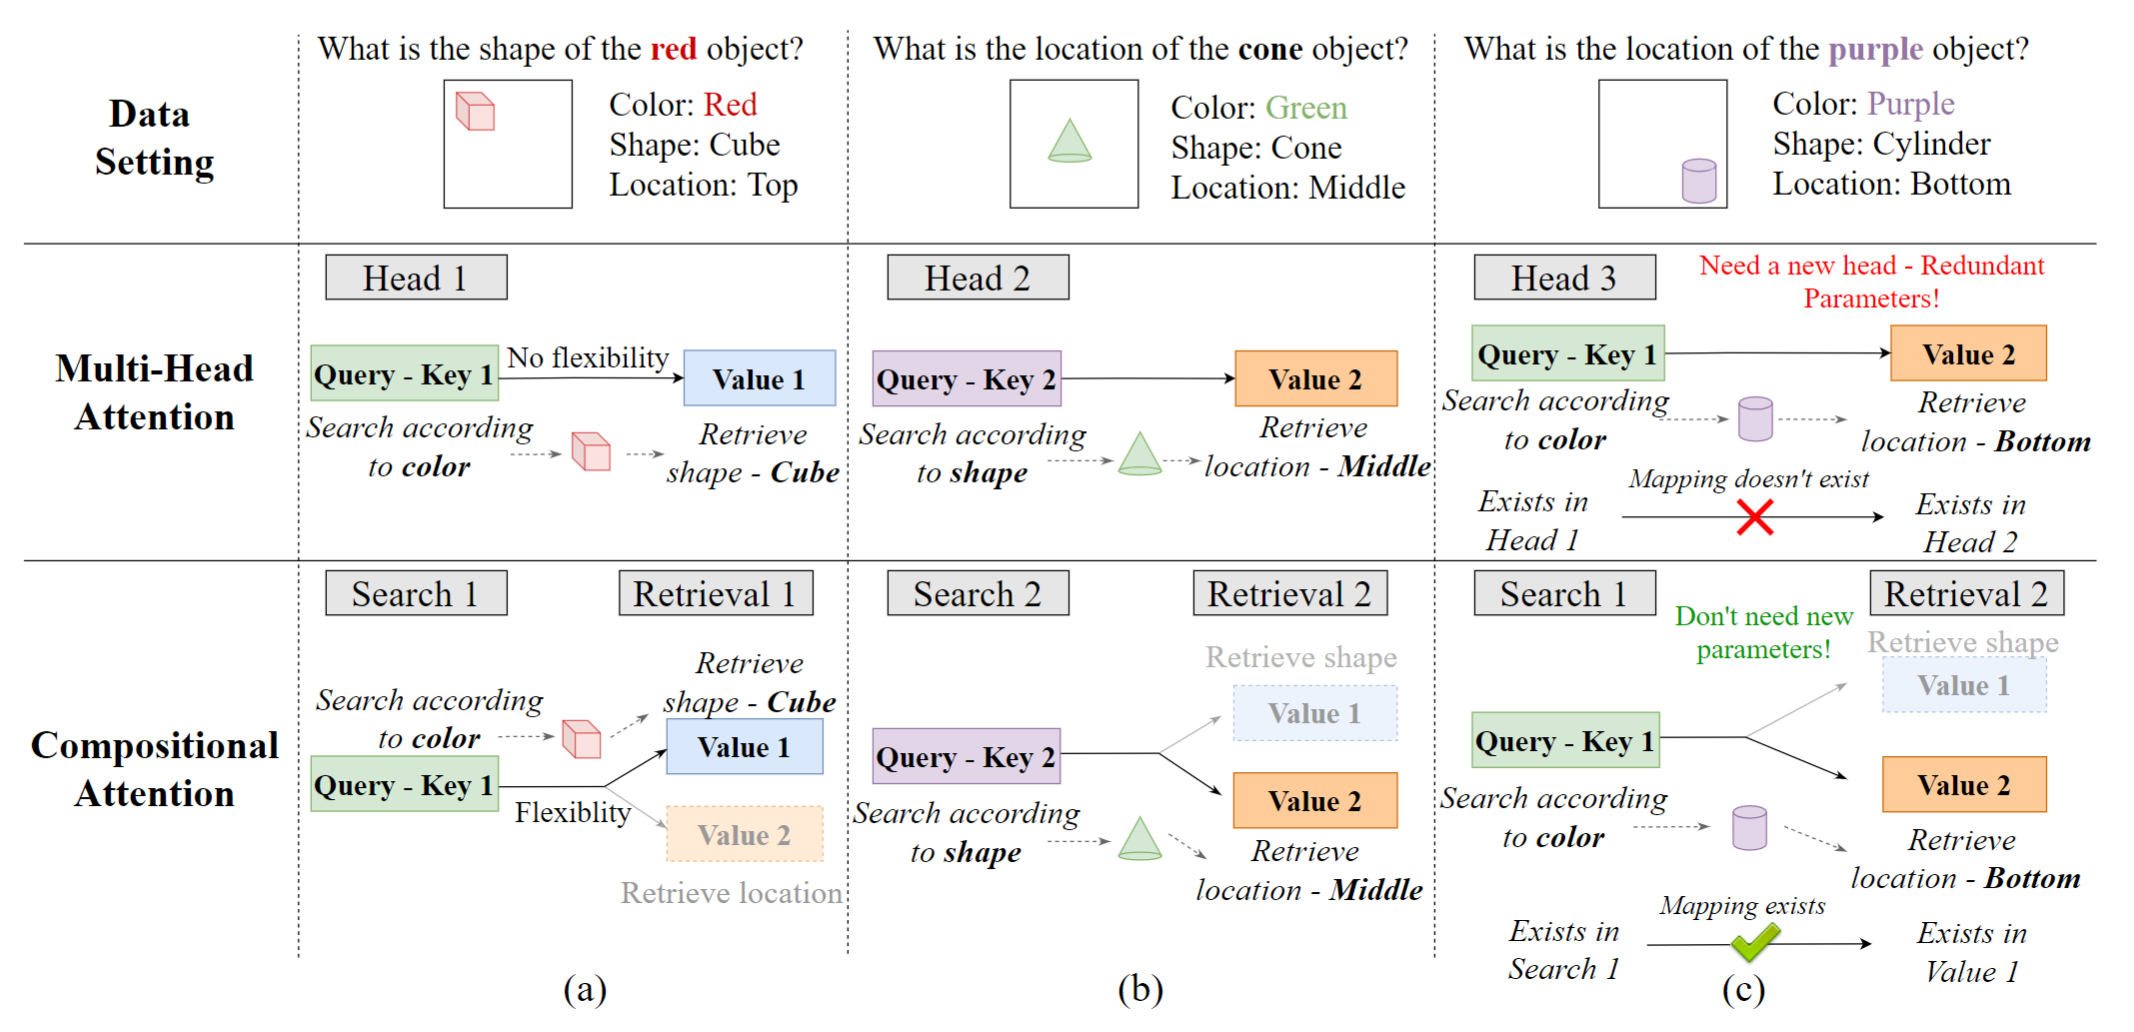 Data
Setting
What is the shape of the red object?
Color: Red
Shape: Cube
Location: Top
What is the location of the cone object?
Color: Green
Shape: Cone
Location: Middle
What is the location of the purple object?
Color: Purple
Shape: Cylinder
Location: Bottom
Multi-Head
Attention
Head 1
Query - Key 1
No flexibility
Value 1
Search according
to color
Retrieve
shape - Cube
Head 2
Query - Key 2
Value 2
Search according
to shape
Retrieve
location - Middle
Head 3
Need a new head - Redundant
Parameters!
Query - Key 1
Value 2
Search according
to color
Retrieve
location - Bottom
Mapping doesn't exist
Exists in
Head 1
Exists in
Head 2
Compositional
Attention
Search 1
Retrieval 1
Retrieve
shape - Cube
Search according
to color
Value 1
Query - Key 1
Flexiblity
Value 2
Retrieve location
Search 2
Retrieval 2
Retrieve shape
Value 1
Query - Key 2
Value 2
Search according
to shape
Retrieve
location - Middle
Search 1
Retrieval 2
Don't need new
parameters!
Retrieve shape
Value 1
Query - Key 1
Value 2
Search according
to color
Retrieve
location - Bottom
Mapping exists
Exists in
Search 1
Exists in
Value 1
(a)
(b)
(c)